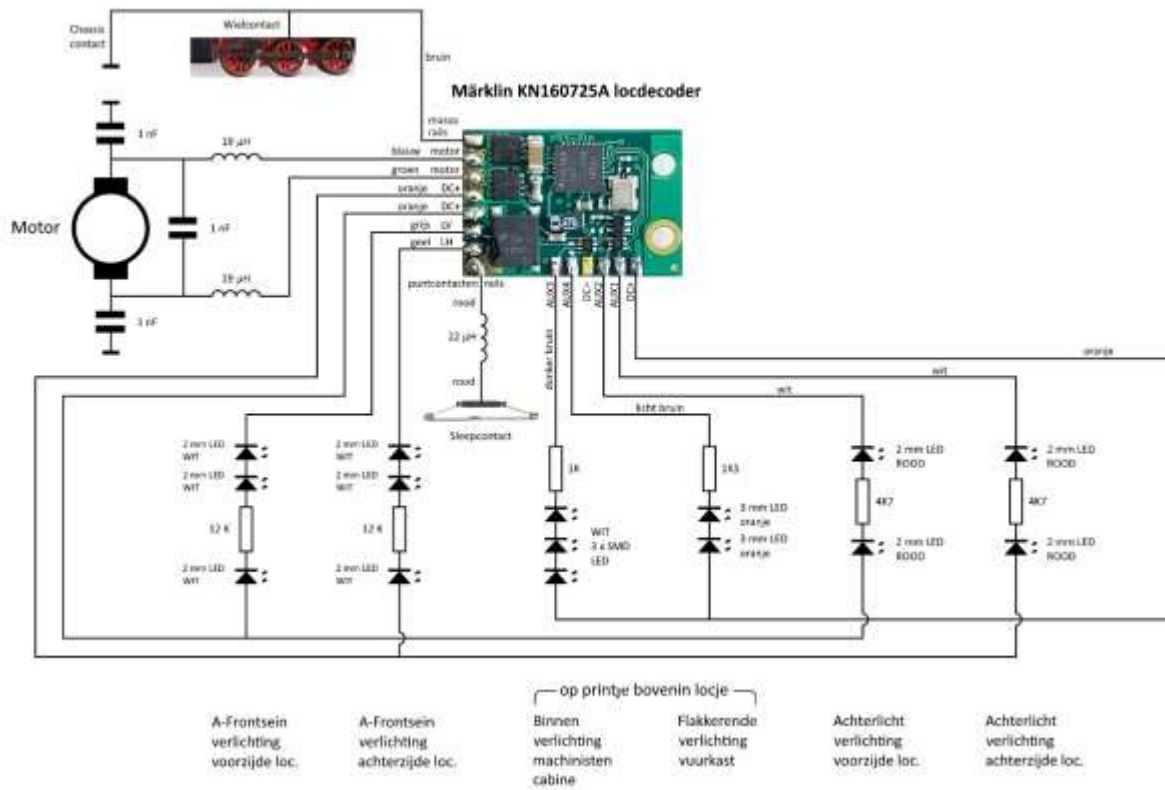 Chassis
contact
Wielcontact
bruin
Märklin KN160725A locdecoder
massa
rails
1 nF
19 µH
blauw motor
groen motor
oranje DC+
oranje DC+
grijs LV
geel LH
Motor
1 nF
19 µH
1 nF
puntcontacten rails
rood
22 µH
rood
Sleepcontact
AUX3
AUX4
DC+
AUX2
AUX1
DC+
donker bruin
licht bruin
oranje
wit
wit
2 mm LED
WIT
2 mm LED
WIT
12 K
2 mm LED
WIT
2 mm LED
WIT
2 mm LED
WIT
12 K
2 mm LED
WIT
1K
WIT
3 x SMD
LED
1K5
3 mm LED
oranje
3 mm LED
oranje
2 mm LED
ROOD
4K7
2 mm LED
ROOD
2 mm LED
ROOD
4K7
2 mm LED
ROOD
op printje bovenin locje
A-Frontsein
verlichting
voorzijde loc.
A-Frontsein
verlichting
achterzijde loc.
Binnen
verlichting
machinisten
cabine
Flakkerende
verlichting
vuurkast
Achterlicht
verlichting
voorzijde loc.
Achterlicht
verlichting
achterzijde loc.